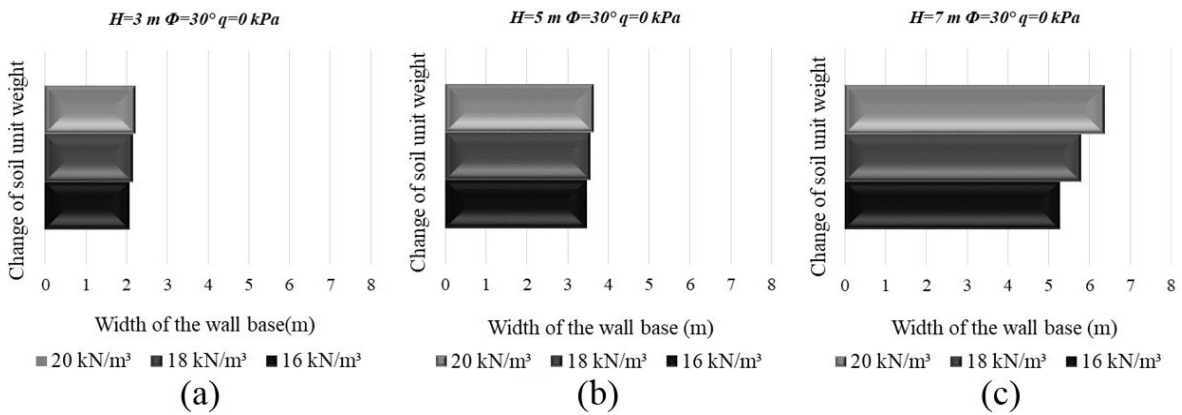 H=3 m Φ=30° q=0 kPa
Change of soil unit weight
0 1 2 3 4 5 6 7 8
Width of the wall base(m)
20 kN/m³ 18 kN/m³ 16 kN/m³
(a)
H=5 m Φ=30° q=0 kPa
Change of soil unit weight
0 1 2 3 4 5 6 7 8
Width of the wall base (m)
20 kN/m³ 18 kN/m³ 16 kN/m³
(b)
H=7 m Φ=30° q=0 kPa
Change of soil unit weight
0 1 2 3 4 5 6 7 8
Width of the wall base (m)
20 kN/m³ 18 kN/m³ 16 kN/m³
(c)